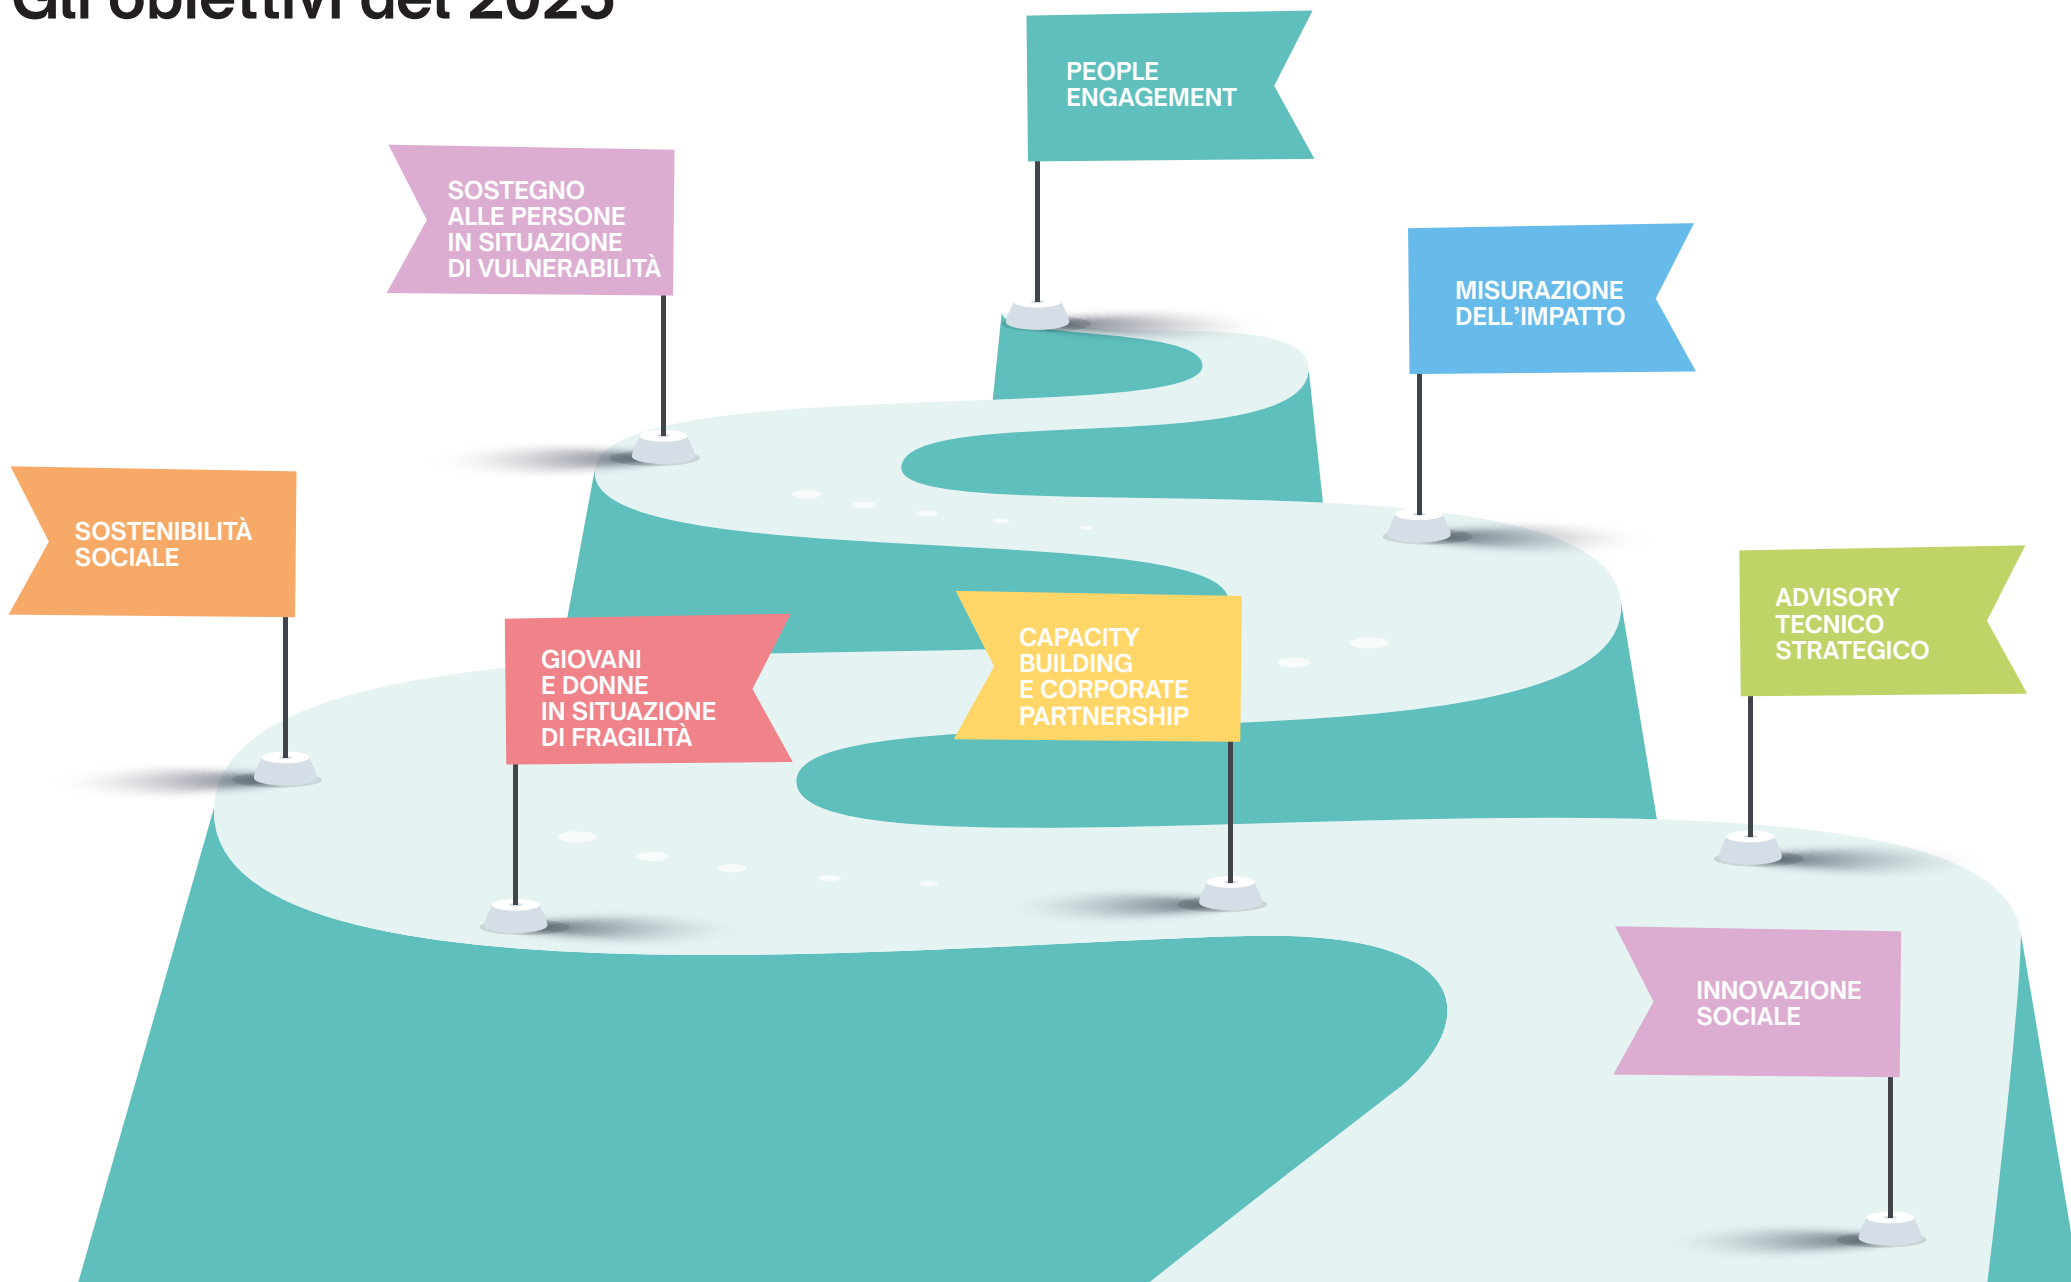 Gli obiettivi del 2025
PEOPLE
ENGAGEMENT
SOSTEGNO
ALLE PERSONE
IN SITUAZIONE
DI VULNERABILITÀ
MISURAZIONE
DELL’IMPATTO
SOSTENIBILITÀ
SOCIALE
GIOVANI
E DONNE
IN SITUAZIONE
DI FRAGILITÀ
CAPACITY
BUILDING
E CORPORATE
PARTNERSHIP
ADVISORY
TECNICO
STRATEGICO
INNOVAZIONE
SOCIALE